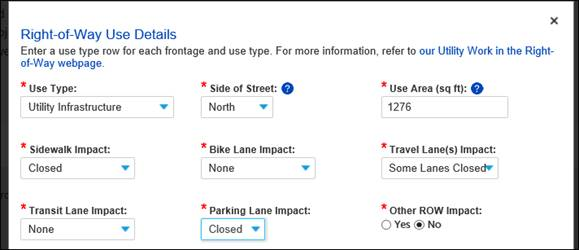 ×
Right-of-Way Use Details
Enter a use type row for each frontage and use type. For more information, refer to our Utility Work in the Right-
of-Way webpage.
* Use Type: * Side of Street: ? * Use Area (sq ft): ?
Utility Infrastructure North 1276
* Sidewalk Impact: * Bike Lane Impact: * Travel Lane(s) Impact:
Closed None Some Lanes Closed
* Transit Lane Impact: * Parking Lane Impact: * Other ROW Impact:
None Closed Yes No